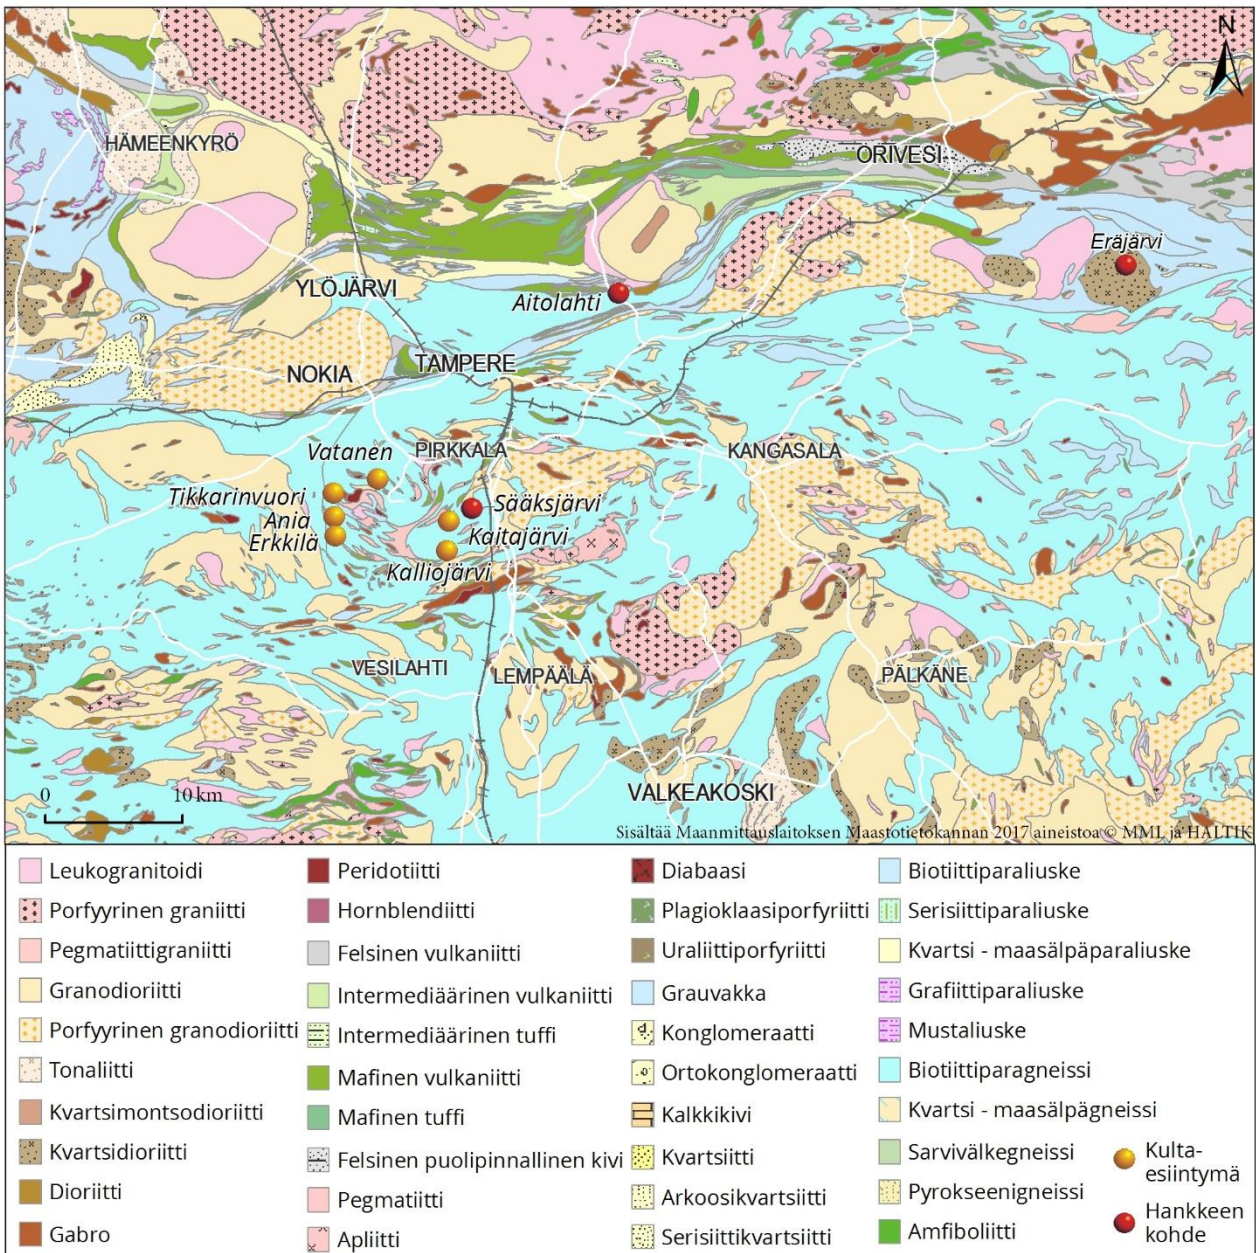 N
HÄMEENKYRÖ
ORIVESI
Eräjärvi
YLÖJÄRVI
Aitolahti
TAMPERE
NOKIA
Vatanen
PIRKKALA
KANGASALA
Tikkarinvuori
Sääksjärvi
Ania
Erkkilä
Kaitajärvi
Kalliojärvi
VESILAHTI
LEMPÄÄLÄ
PÄLKÄNE
VALKEAKOSKI
0 10 km
Sisältää Maanmittauslaitoksen Maastotietokannan 2017 aineistoa © MML ja HALTIK
Leukogranitoidi
Porfyyrinen graniitti
Pegmatiittigraniitti
Granodioriitti
Porfyyrinen granodioriitti
Tonaliitti
Kvartsimontsodioriitti
Kvartsidioriitti
Dioriitti
Gabro
Peridotiitti
Hornblendiitti
Felsinen vulkaniitti
Intermediäärinen vulkaniitti
Intermediäärinen tuffi
Mafinen vulkaniitti
Mafinen tuffi
Felsinen puolipinnallinen kivi
Pegmatiitti
Apliitti
Diabaasi
Plagioklaasiporfyriitti
Uraliittiporfyriitti
Grauvakka
Konglomeraatti
Ortokonglomeraatti
Kalkkikivi
Kvartsiitti
Arkoosikvartsiitti
Serisiittikvartsiitti
Biotiittiparaliuske
Serisiittiparaliuske
Kvartsi - maasälpäparaliuske
Grafiittiparaliuske
Mustaliuske
Biotiittiparagneissi
Kvartsi - maasälpägneissi
Sarvivälkegneissi
Pyrokseenigneissi
Amfiboliitti
Kulta-
esiintymä
Hankkeen
kohde